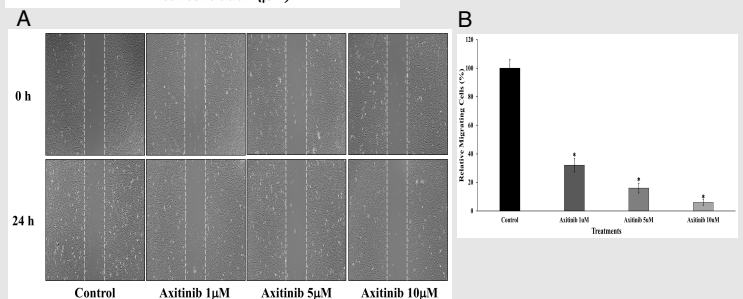 A
0 h
24 h
Control Axitinib 1μM Axitinib 5μM Axitinib 10μM
B
Relative Migrating Cells (%)
120
100
80
60
40
20
0
*
*
*
Control Axitinib 1uM Axitinib 5uM Axitinib 10uM
Treatments